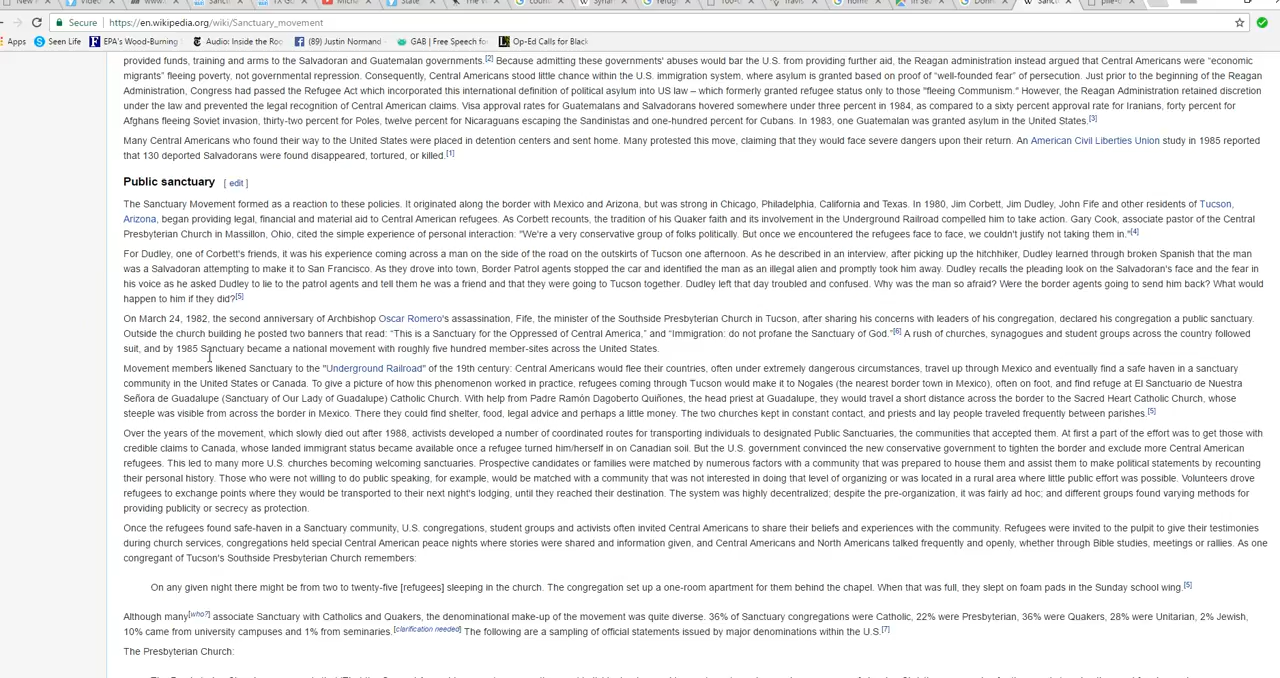 New
Video
www
Sanct
TX Go
Micha
State
The V
count
Syrian
refug
Travis
home
In Se
Donn
Sanct
pile-
Secure | https://en.wikipedia.org/wiki/Sanctuary_movement
Apps Seen Life EPA's Wood-Burning Audio: Inside the Roo (89) Justin Normand - GAB | Free Speech fo Op-Ed Calls for Black
provided funds, training and arms to the Salvadoran and Guatemalan governments.[2] Because admitting these governments' abuses would bar the U.S. from providing further aid, the Reagan administration instead argued that Central Americans were "economic
migrants" fleeing poverty, not governmental repression. Consequently, Central Americans stood little chance within the U.S. immigration system, where asylum is granted based on proof of "well-founded fear" of persecution. Just prior to the beginning of the Reagan
Administration, Congress had passed the Refugee Act which incorporated this international definition of political asylum into US law – which formerly granted refugee status only to those "fleeing Communism." However, the Reagan Administration retained discretion
under the law and prevented the legal recognition of Central American claims. Visa approval rates for Guatemalans and Salvadorans hovered somewhere under three percent in 1984, as compared to a sixty percent approval rate for Iranians, forty percent for
Afghans fleeing Soviet invasion, thirty-two percent for Poles, twelve percent for Nicaraguans escaping the Sandinistas and one-hundred percent for Cubans. In 1983, one Guatemalan was granted asylum in the United States.[3]
Many Central Americans who found their way to the United States were placed in detention centers and sent home. Many protested this move, claiming that they would face severe dangers upon their return. An American Civil Liberties Union study in 1985 reported
that 130 deported Salvadorans were found disappeared, tortured, or killed.[1]
Public sanctuary [ edit ]
The Sanctuary Movement formed as a reaction to these policies. It originated along the border with Mexico and Arizona, but was strong in Chicago, Philadelphia, California and Texas. In 1980, Jim Corbett, Jim Dudley, John Fife and other residents of Tucson,
Arizona, began providing legal, financial and material aid to Central American refugees. As Corbett recounts, the tradition of his Quaker faith and its involvement in the Underground Railroad compelled him to take action. Gary Cook, associate pastor of the Central
Presbyterian Church in Massillon, Ohio, cited the simple experience of personal interaction: "We're a very conservative group of folks politically. But once we encountered the refugees face to face, we couldn't justify not taking them in."[4]
For Dudley, one of Corbett's friends, it was his experience coming across a man on the side of the road on the outskirts of Tucson one afternoon. As he described in an interview, after picking up the hitchhiker, Dudley learned through broken Spanish that the man
was a Salvadoran attempting to make it to San Francisco. As they drove into town, Border Patrol agents stopped the car and identified the man as an illegal alien and promptly took him away. Dudley recalls the pleading look on the Salvadoran's face and the fear in
his voice as he asked Dudley to lie to the patrol agents and tell them he was a friend and that they were going to Tucson together. Dudley left that day troubled and confused. Why was the man so afraid? Were the border agents going to send him back? What would
happen to him if they did?[5]
On March 24, 1982, the second anniversary of Archbishop Oscar Romero's assassination, Fife, the minister of the Southside Presbyterian Church in Tucson, after sharing his concerns with leaders of his congregation, declared his congregation a public sanctuary.
Outside the church building he posted two banners that read: "This is a Sanctuary for the Oppressed of Central America," and "Immigration: do not profane the Sanctuary of God."[6] A rush of churches, synagogues and student groups across the country followed
suit, and by 1985 Sanctuary became a national movement with roughly five hundred member-sites across the United States.
Movement members likened Sanctuary to the "Underground Railroad" of the 19th century: Central Americans would flee their countries, often under extremely dangerous circumstances, travel up through Mexico and eventually find a safe haven in a sanctuary
community in the United States or Canada. To give a picture of how this phenomenon worked in practice, refugees coming through Tucson would make it to Nogales (the nearest border town in Mexico), often on foot, and find refuge at El Sanctuario de Nuestra
Señora de Guadalupe (Sanctuary of Our Lady of Guadalupe) Catholic Church. With help from Padre Ramón Dagoberto Quiñones, the head priest at Guadalupe, they would travel a short distance across the border to the Sacred Heart Catholic Church, whose
steeple was visible from across the border in Mexico. There they could find shelter, food, legal advice and perhaps a little money. The two churches kept in constant contact, and priests and lay people traveled frequently between parishes.[5]
Over the years of the movement, which slowly died out after 1988, activists developed a number of coordinated routes for transporting individuals to designated Public Sanctuaries, the communities that accepted them. At first a part of the effort was to get those with
credible claims to Canada, whose landed immigrant status became available once a refugee turned him/herself in on Canadian soil. But the U.S. government convinced the new conservative government to tighten the border and exclude more Central American
refugees. This led to many more U.S. churches becoming welcoming sanctuaries. Prospective candidates or families were matched by numerous factors with a community that was prepared to house them and assist them to make political statements by recounting
their personal history. Those who were not willing to do public speaking, for example, would be matched with a community that was not interested in doing that level of organizing or was located in a rural area where little public effort was possible. Volunteers drove
refugees to exchange points where they would be transported to their next night's lodging, until they reached their destination. The system was highly decentralized; despite the pre-organization, it was fairly ad hoc; and different groups found varying methods for
providing publicity or secrecy as protection.
Once the refugees found safe-haven in a Sanctuary community, U.S. congregations, student groups and activists often invited Central Americans to share their beliefs and experiences with the community. Refugees were invited to the pulpit to give their testimonies
during church services, congregations held special Central American peace nights where stories were shared and information given, and Central Americans and North Americans talked frequently and openly, whether through Bible studies, meetings or rallies. As one
congregant of Tucson's Southside Presbyterian Church remembers:
On any given night there might be from two to twenty-five [refugees] sleeping in the church. The congregation set up a one-room apartment for them behind the chapel. When that was full, they slept on foam pads in the Sunday school wing.[5]
Although many[who?] associate Sanctuary with Catholics and Quakers, the denominational make-up of the movement was quite diverse. 36% of Sanctuary congregations were Catholic, 22% were Presbyterian, 36% were Quakers, 28% were Unitarian, 2% Jewish,
10% came from university campuses and 1% from seminaries.[clarification needed] The following are a sampling of official statements issued by major denominations within the U.S.[7]
The Presbyterian Church: